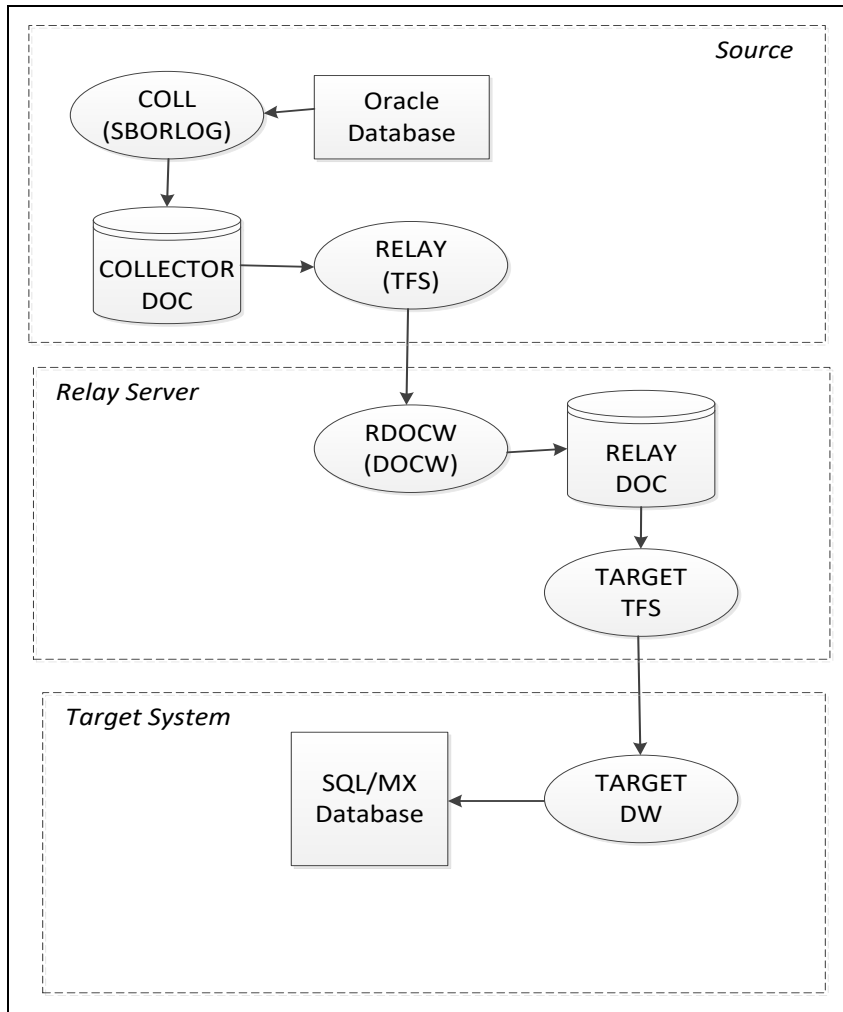 Source
COLL
(SBORLOG)
Oracle
Database
COLLECTOR
DOC
RELAY
(TFS)
Relay Server
RDOCW
(DOCW)
RELAY
DOC
TARGET
TFS
Target System
SQL/MX
Database
TARGET
DW